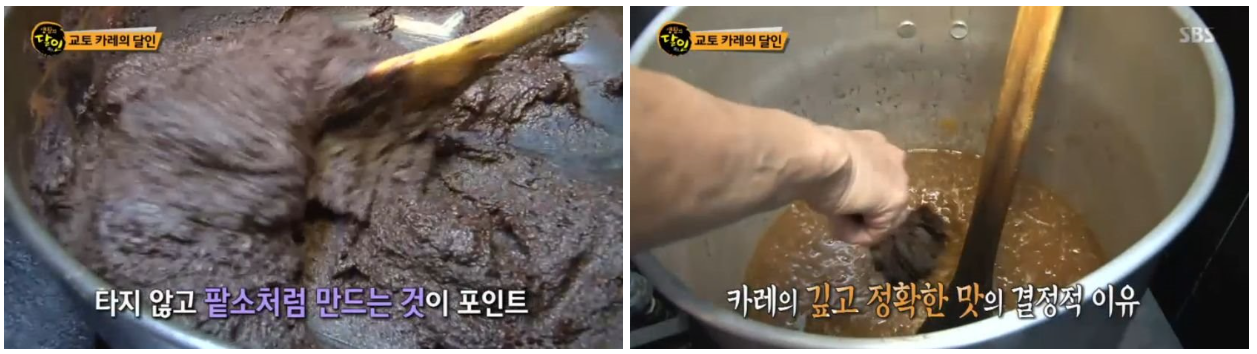 생활의 달인
교토 카레의 달인
SBS
타지 않고 팥소처럼 만드는 것이 포인트
생활의 달인
교토 카레의 달인
SBS
카레의 깊고 정확한 맛의 결정적 이유